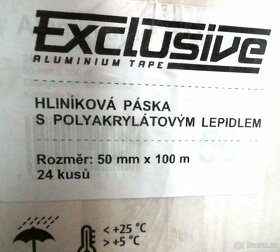 Exclusive
ALUMINIUM TAPE
HLINÍKOVÁ PÁSKA
S POLYAKRYLÁTOVÝM LEPIDLEM
Rozměr: 50 mm x 100 m
24 kusů
< +25 °C
> +5 °C